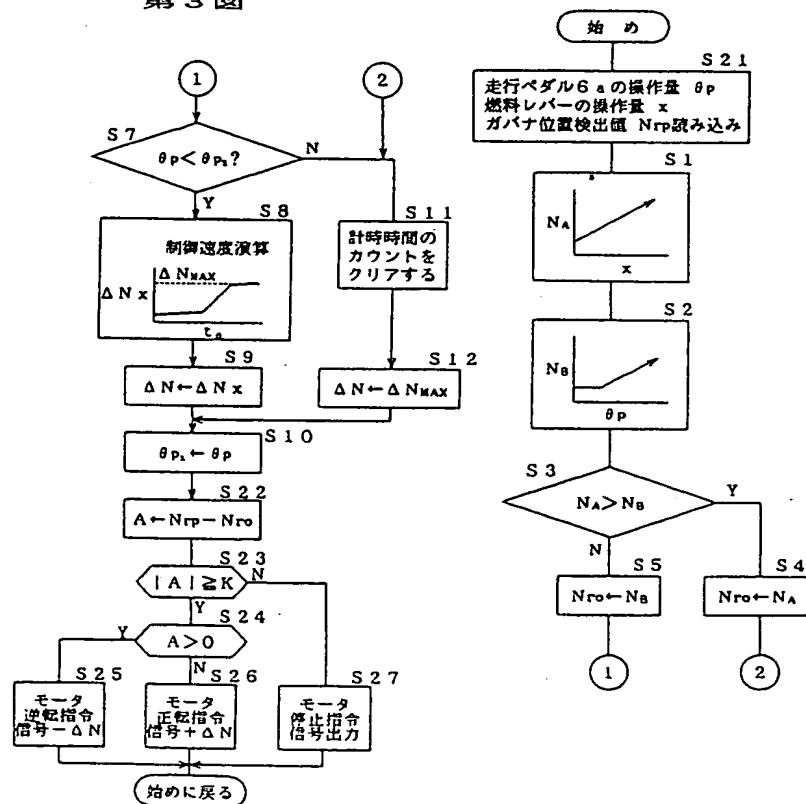 第3図
始め
S21
走行ペダル6aの操作量 θp
燃料レバーの操作量 x
ガバナ位置検出値 Nrp読み込み
S1
NA
x
S2
NB
θp
S3
NA>NB
Y
N
S5
Nro←NB
S4
Nro←NA
1
2
1
2
S7
θp<θp₁?
N
Y
S8
制御速度演算
ΔNMAX
ΔNx
S11
計時時間の
カウントを
クリアする
S9
ΔN←ΔNx
S12
ΔN←ΔNMAX
S10
θp₁←θp
S22
A←Nrp−Nro
S23
|A|≧K
N
Y
S24
A>0
Y
N
S25
モータ
逆転指令
信号−ΔN
S26
モータ
正転指令
信号+ΔN
S27
モータ
停止指令
信号出力
始めに戻る